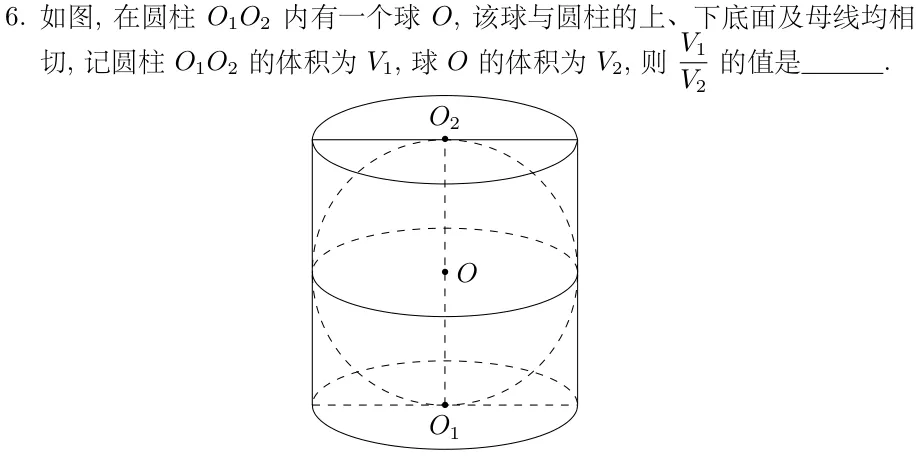 6. 如图, 在圆柱 O₁O₂ 内有一个球 O, 该球与圆柱的上、下底面及母线均相
切, 记圆柱 O₁O₂ 的体积为 V₁, 球 O 的体积为 V₂, 则 V₁/V₂ 的值是______.
O₂
O
O₁